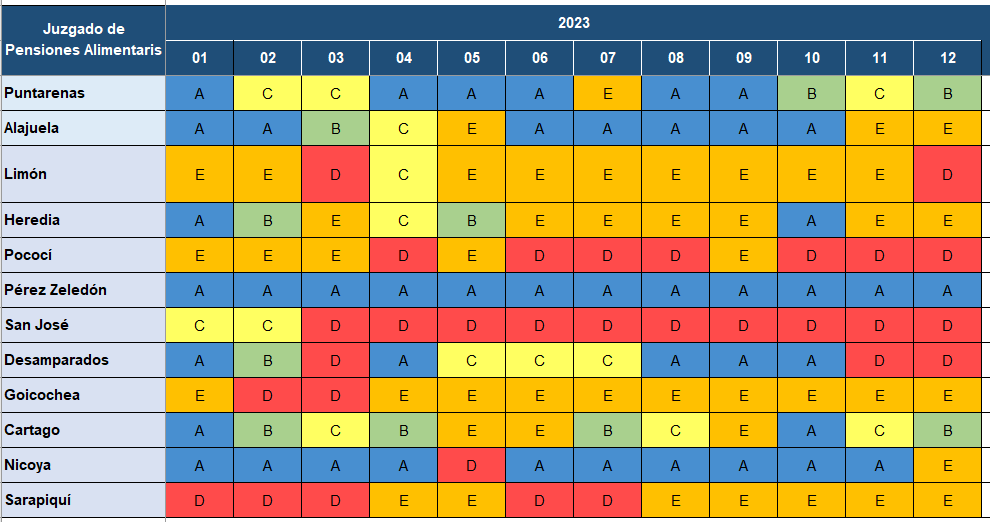 Juzgado de
Pensiones Alimentaris
2023
01 02 03 04 05 06 07 08 09 10 11 12
Puntarenas A C C A A A E A A B C B
Alajuela A A B C E A A A A A E E
Limón E E D C E E E E E E E D
Heredia A B E C B E E E E A E E
Pococí E E E D E D D D E D D D
Pérez Zeledón A A A A A A A A A A A A
San José C C D D D D D D D D D D
Desamparados A B D A C C C A A A D D
Goicochea E D D E E E E E E E E E
Cartago A B C B E E B C E A C B
Nicoya A A A A D A A A A A A E
Sarapiquí D D D E E D D E E E E E